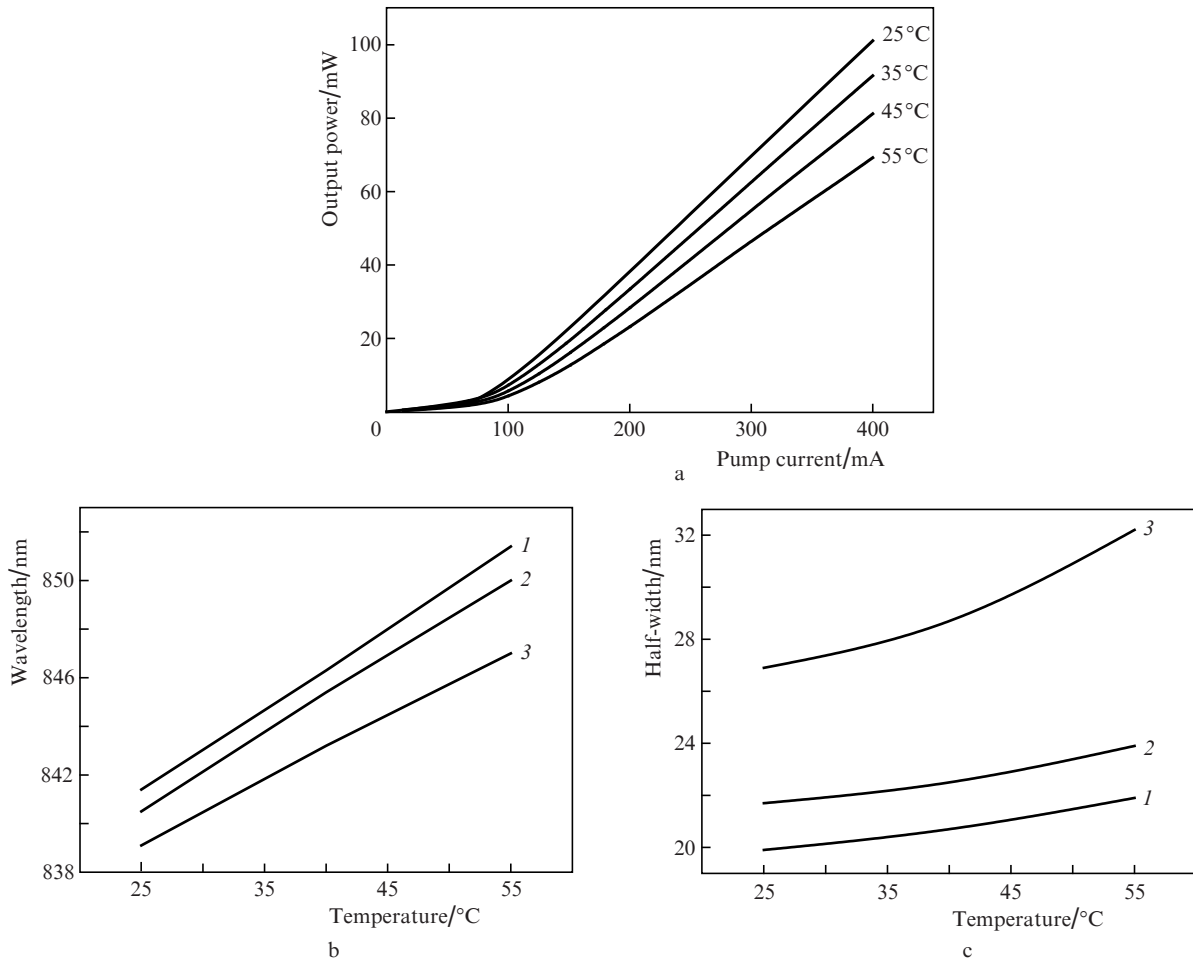 Output power/mW
100
80
60
40
20
0
100
200
300
400
25°C
35°C
45°C
55°C
Pump current/mA
a
Wavelength/nm
850
846
842
838
25
35
45
55
1
2
3
Temperature/°C
b
Half-width/nm
32
28
24
20
25
35
45
55
3
2
1
Temperature/°C
c